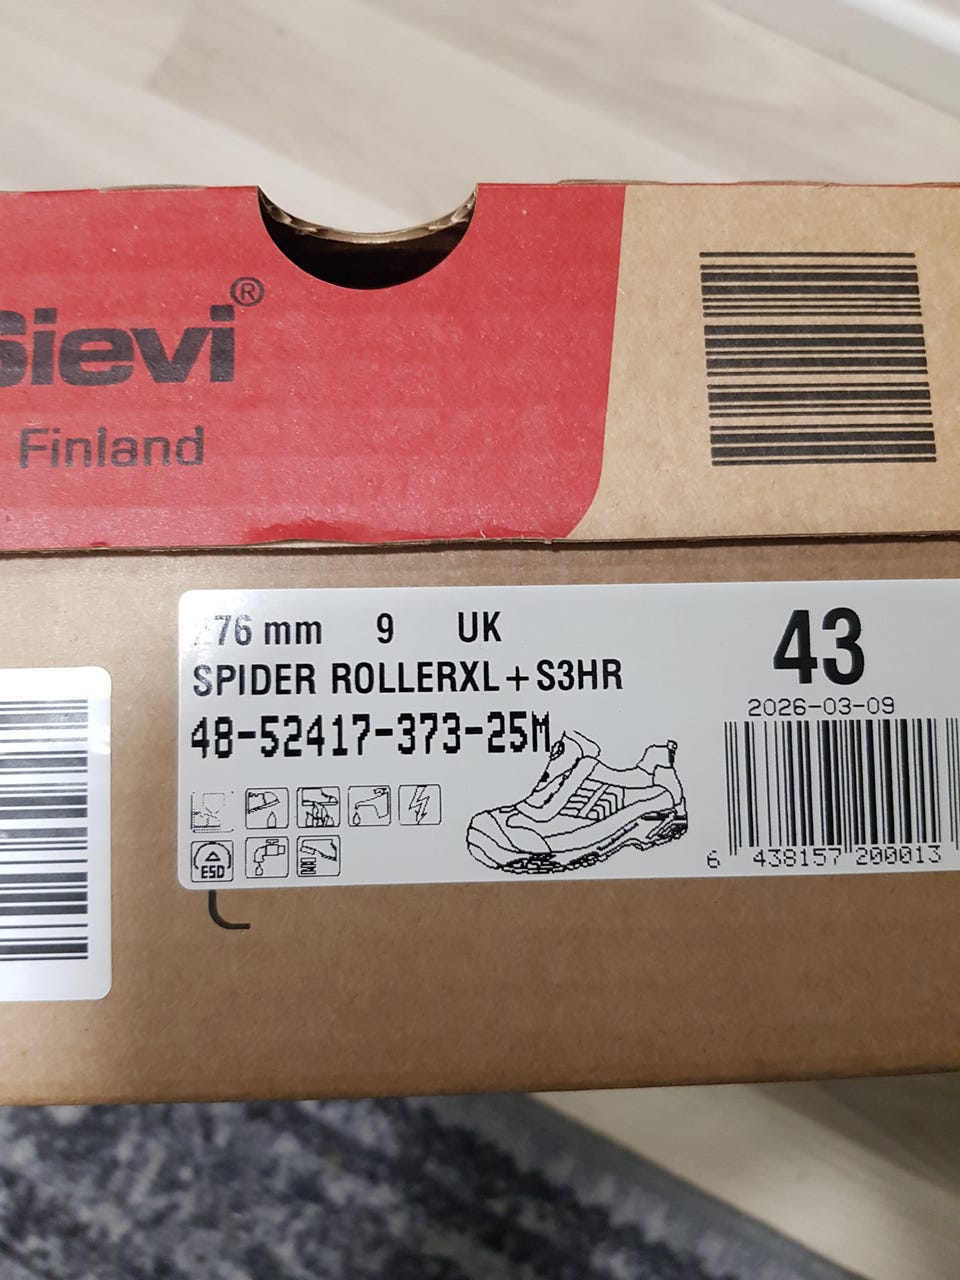 Sievi®
Finland
276 mm 9 UK
SPIDER ROLLERXL+S3HR
48-52417-373-25M
43
2026-03-09
ESD
6 438157 200013